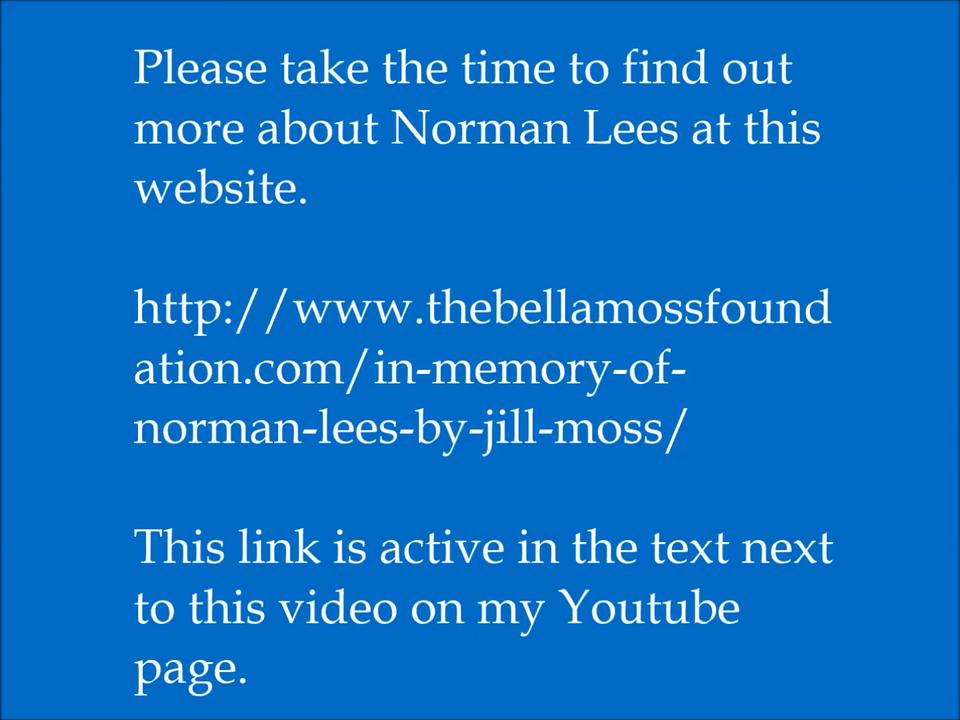 Please take the time to find out
more about Norman Lees at this
website.
http://www.thebellamossfound
ation.com/in-memory-of-
norman-lees-by-jill-moss/
This link is active in the text next
to this video on my Youtube
page.